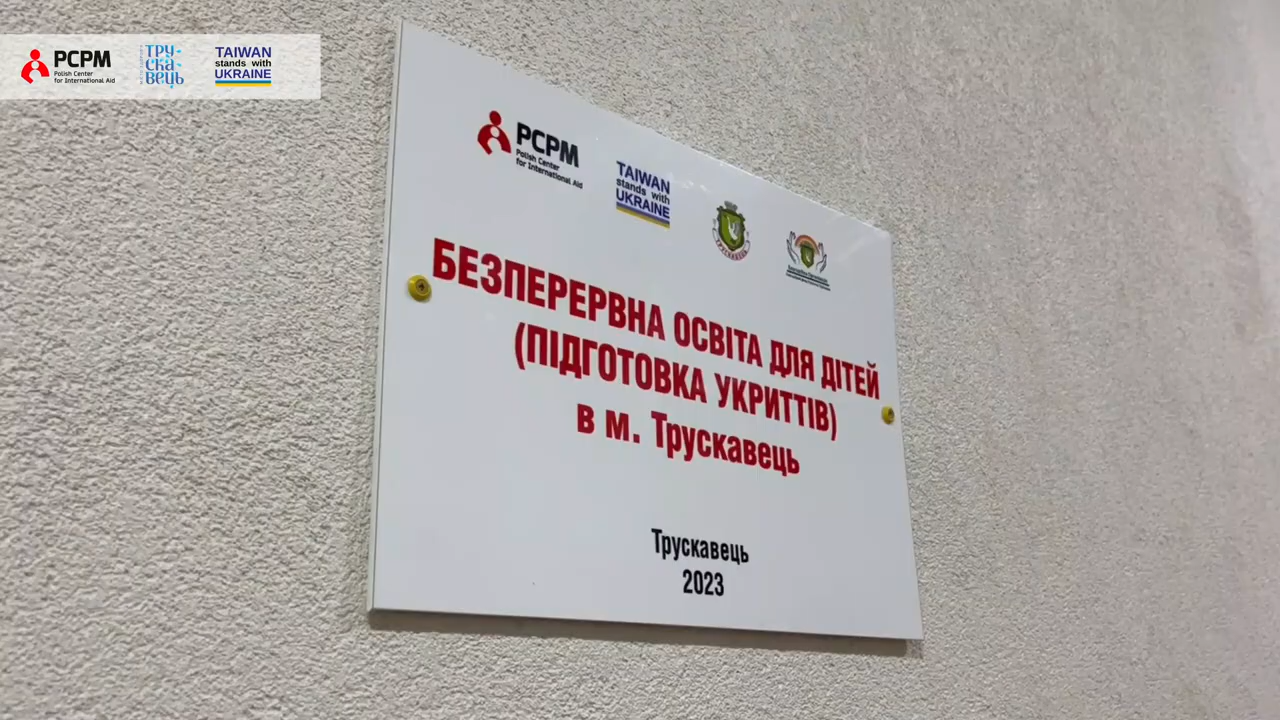 PCPM
Polish Center
for International Aid
ТРУ
СКА
ВЕЦЬ
TAIWAN
stands with
UKRAINE
PCPM
Polish Center
for International Aid
TAIWAN
stands with
UKRAINE
ТРУСКАВЕЦЬ
БЕЗПЕРЕРВНА ОСВІТА ДЛЯ ДІТЕЙ
(ПІДГОТОВКА УКРИТТІВ)
в м. Трускавець
Трускавець
2023